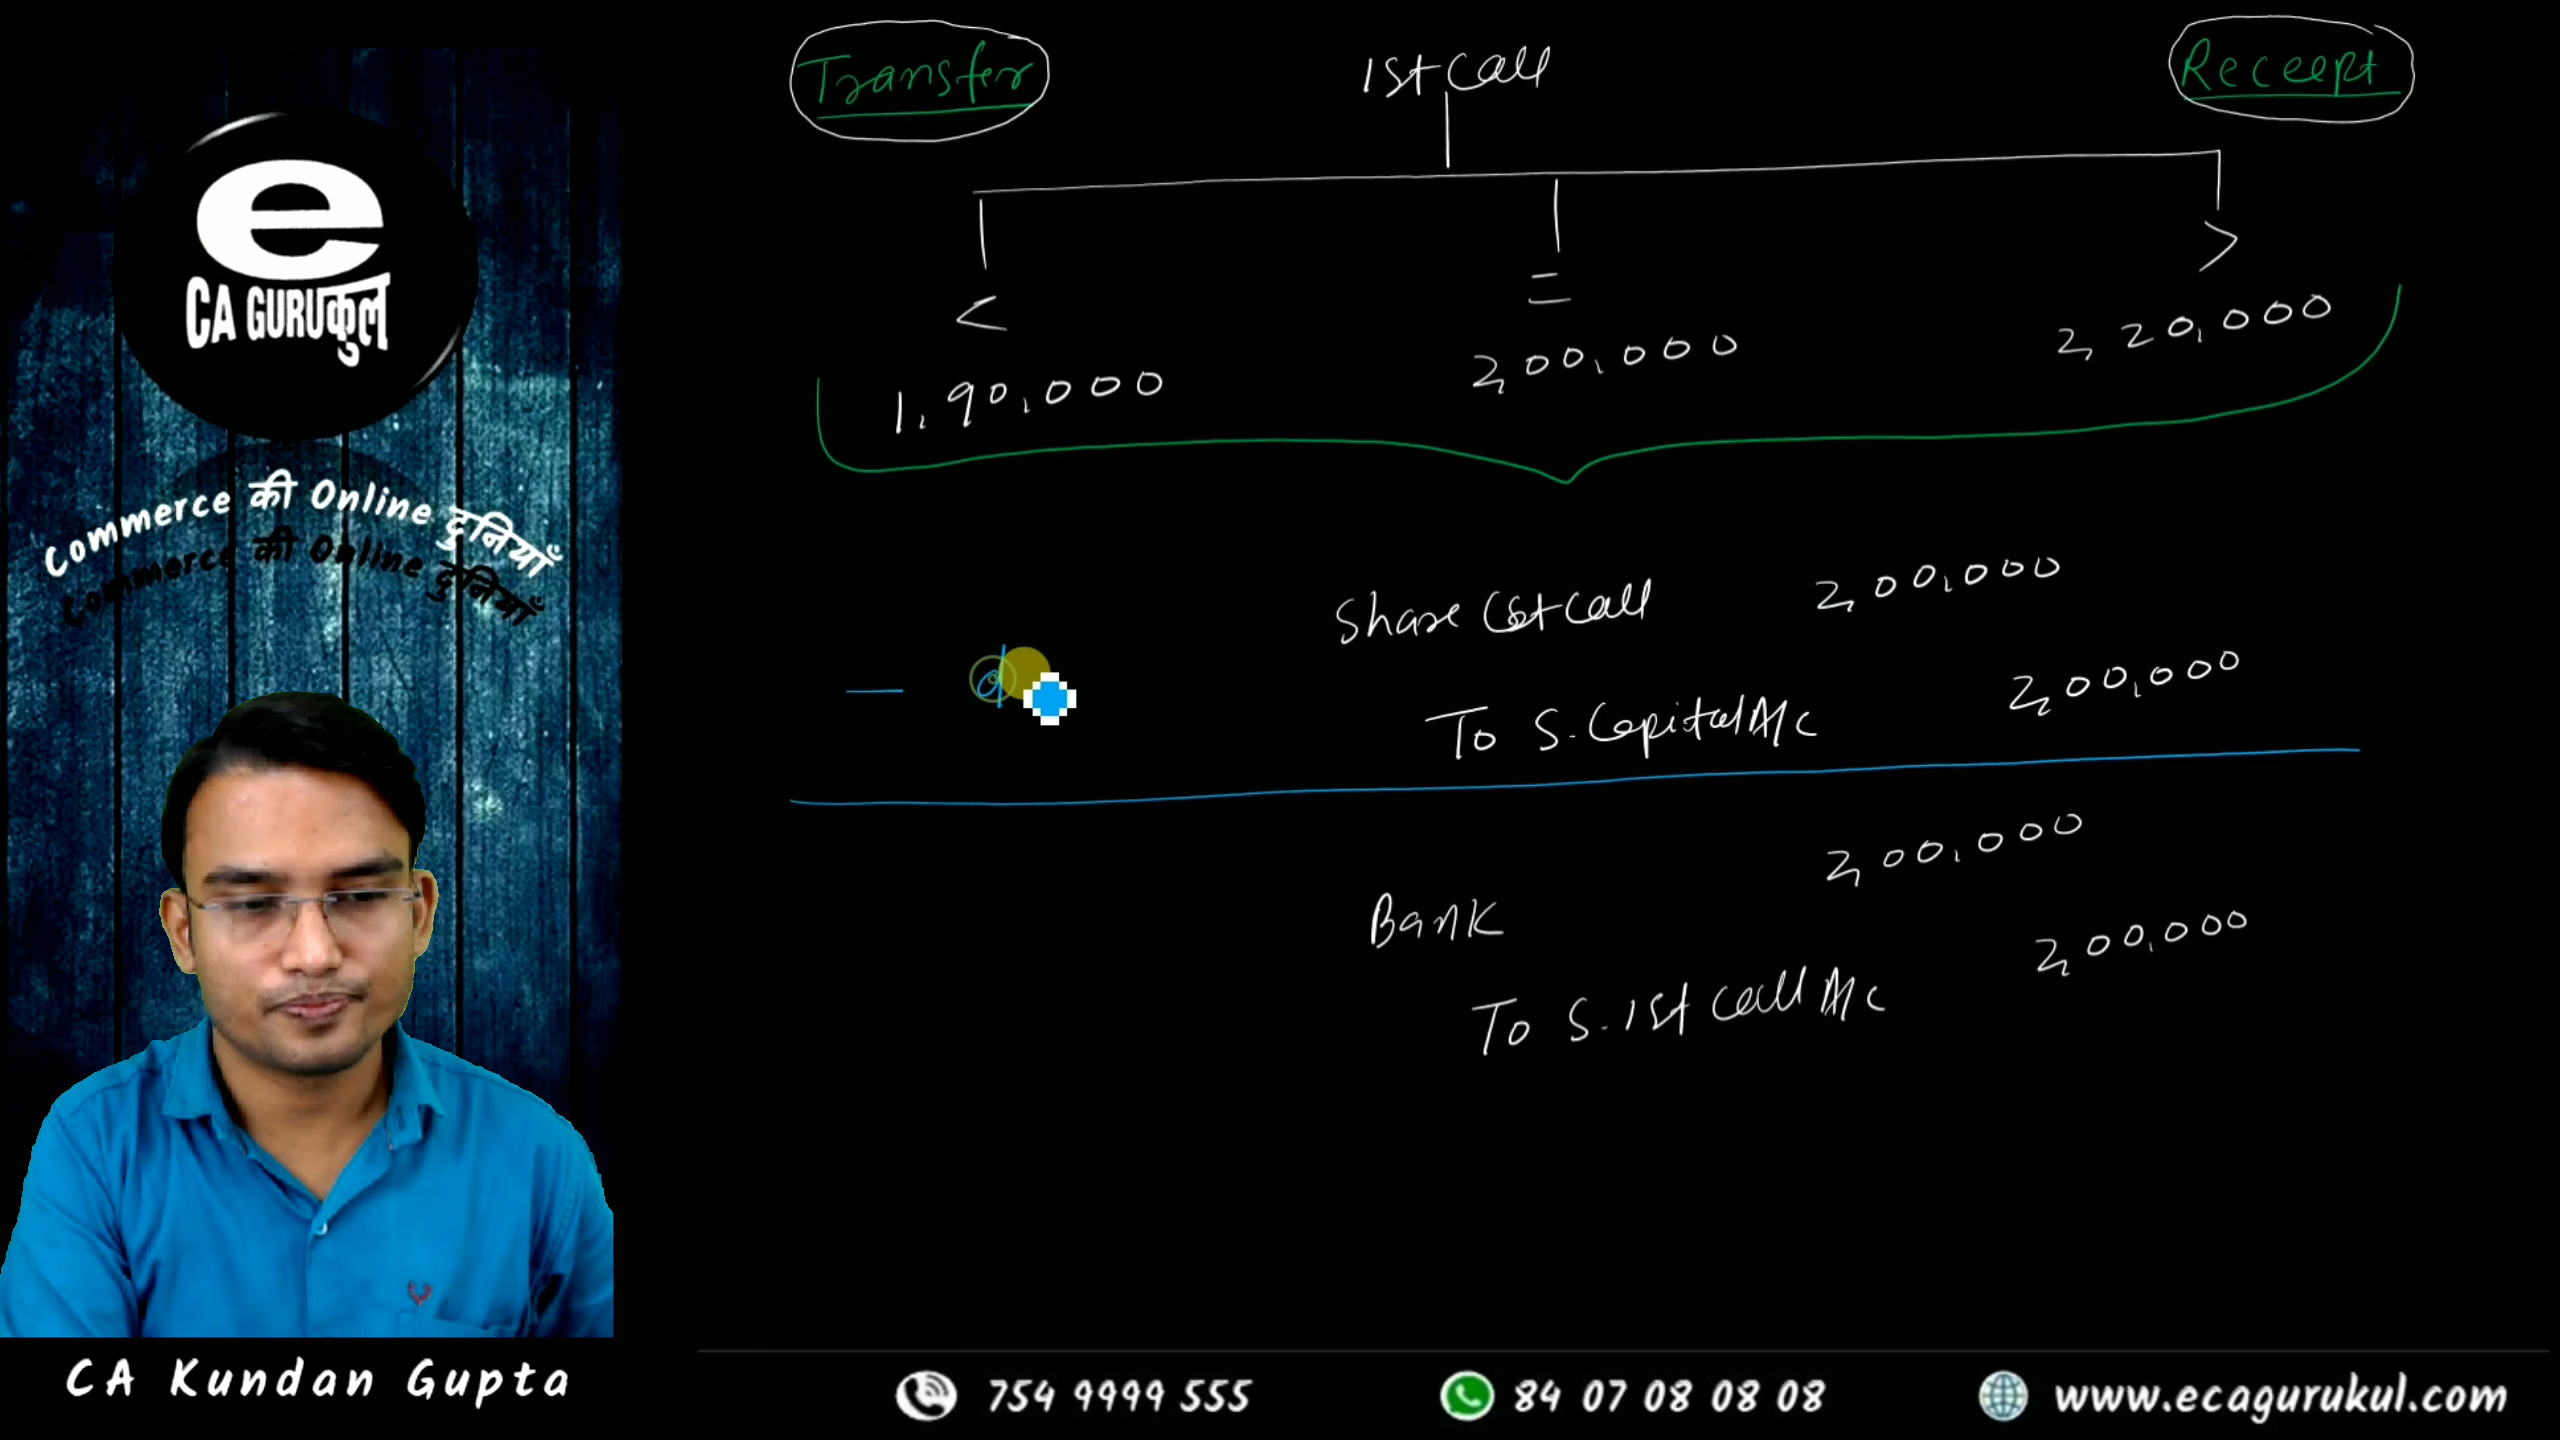 Transfer
1st call
Receipt
<
=
>
1,90,000
2,00,000
2,20,000
Share 1st call 2,00,000
To S. Capital A/c 2,00,000
Bank 2,00,000
To S. 1st call A/c 2,00,000
e
CA GURUकुल
Commerce की Online दुनियाँ
Commerce की Online दुनियाँ
CA Kundan Gupta
754 9999 555
84 07 08 08 08
www.ecagurukul.com